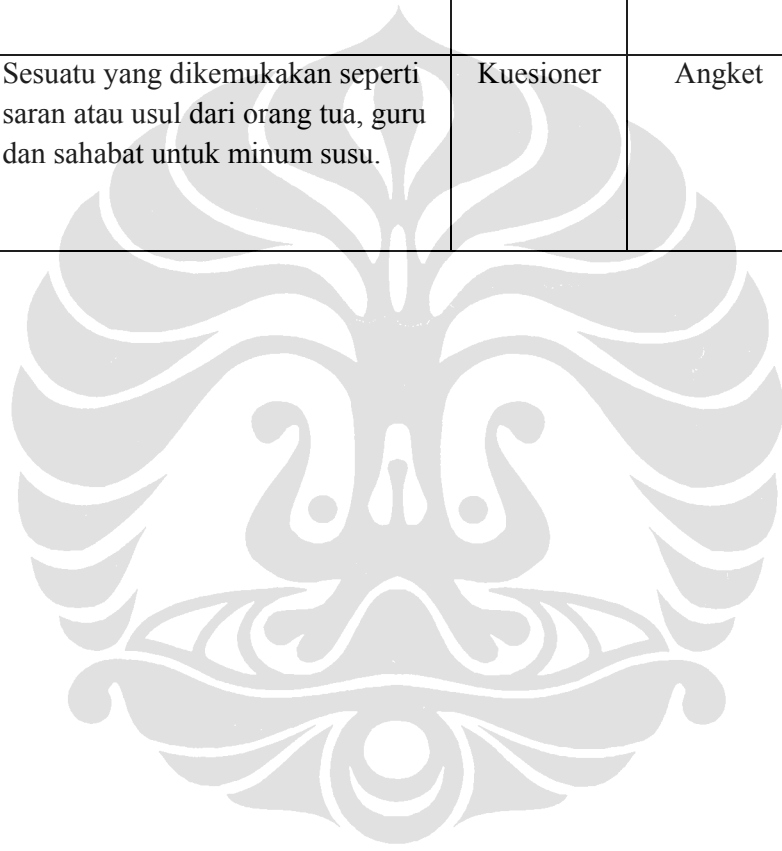 Sesuatu yang dikemukakan seperti Kuesioner Angket
saran atau usul dari orang tua, guru
dan sahabat untuk minum susu.